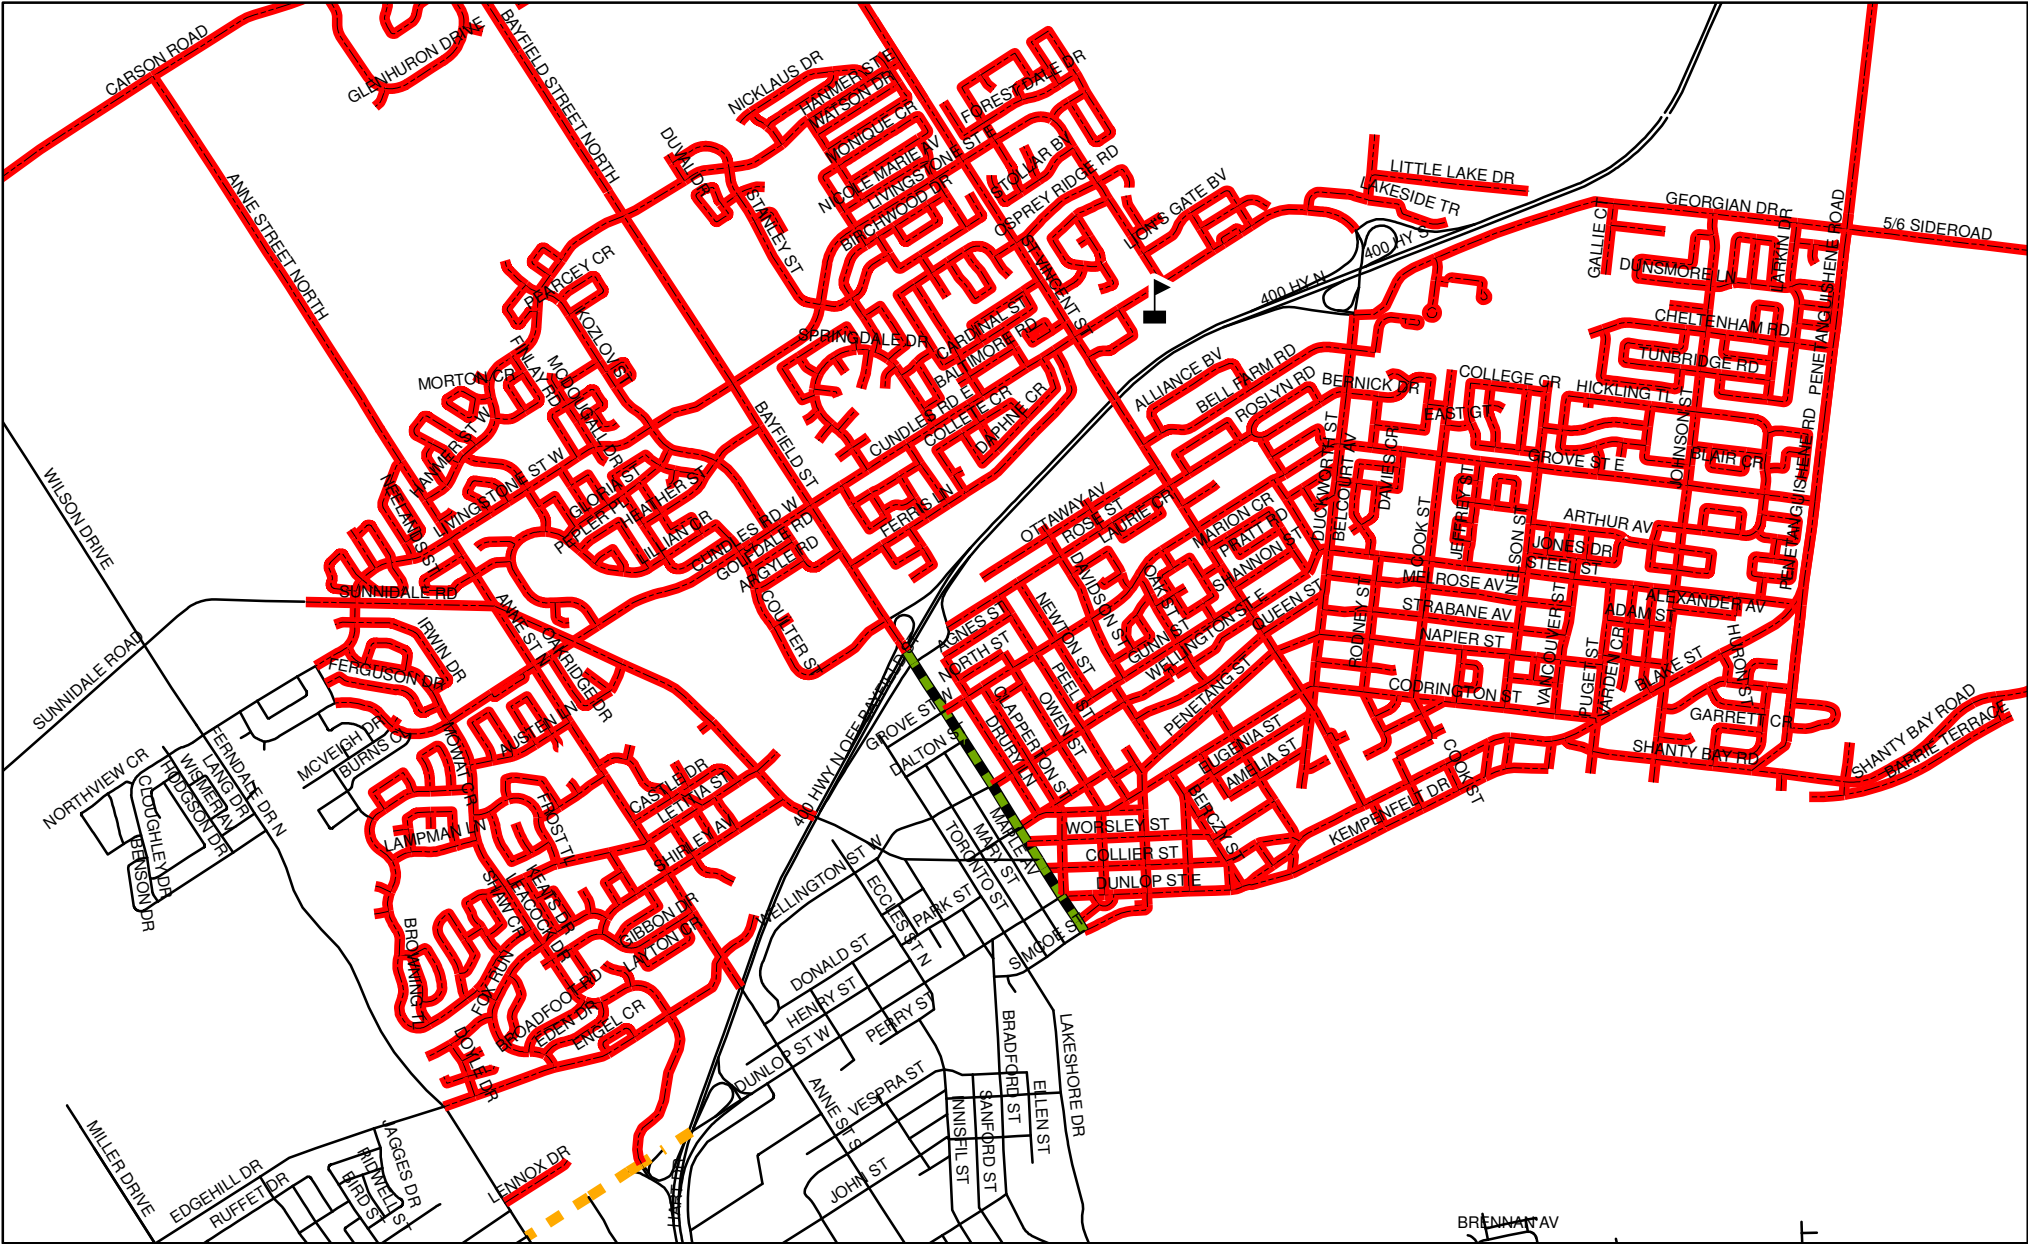 CARSON ROAD
GLENHURON DRIVE
BAYFIELD STREET NORTH
NICKLAUS DR
HANMER ST E
WATSON DR
MONIQUE CR
NICOLE MARIE AV
LIVINGSTONE ST E
BIRCHWOOD DR
FOREST DALE DR
STOLLAR BV
OSPREY RIDGE RD
LION'S GATE BV
LITTLE LAKE DR
LAKESIDE TR
GEORGIAN DR
5/6 SIDEROAD
PENETANGUISHENE ROAD
GALLIE CT
LARKIN DR
DUNSMORE LN
CHELTENHAM RD
TUNBRIDGE RD
DUVAL DR
STANLEY ST
ANNE STREET NORTH
PEARCEY CR
KOZLOV ST
FINLAY RD
MCDOUGALL DR
MORTON CR
HANMER ST W
SPRINGDALE DR
CARDINAL ST
BALTIMORE RD
ST VINCENT ST
400 HY N
400 HY S
CUNDLES RD E
COLLETE CR
DAPHNE CR
BAYFIELD ST
ALLIANCE BV
BELL FARM RD
ROSLYN RD
BERNICK DR
COLLEGE CR
EAST GT
HICKLING TL
JOHNSON ST
GROVE ST E
BLAIR CR
PENETANGUISHENE RD
PENETANGUISHENE RD
DUCKWORTH ST
BELCOURT AV
DAVIES CR
COOK ST
JEFFREY ST
NELSON ST
ARTHUR AV
JONES DR
STEEL ST
MELROSE AV
STRABANE AV
NAPIER ST
ADAM ST
ALEXANDER AV
HURON ST
RODNEY ST
VANCOUVER ST
PUGET ST
VARDEN CR
BLAKE ST
CODRINGTON ST
GARRETT CR
SHANTY BAY RD
SHANTY BAY ROAD
BARRIE TERRACE
WILSON DRIVE
NEELANDS ST
LIVINGSTONE ST W
GLORIA ST
PEPLER PL
HEATHER ST
LILLIAN CR
CUNDLES RD W
GOLFDALE RD
ARGYLE RD
FERRIS LN
COULTER ST
OTTAWAY AV
ROSE ST
LAURIE CR
MARION CR
PRATT RD
SHANNON ST
DAVIDSON ST
OAK ST
GUNN ST
WELLINGTON ST E
QUEEN ST
AGNES ST
NORTH ST
NEWTON ST
PEEL ST
OWEN ST
CLAPPERTON ST
DRURY LN
PENETANG ST
EUGENIA ST
AMELIA ST
BERCZY ST
COOK ST
KEMPENFELT DR
WORSLEY ST
COLLIER ST
DUNLOP ST E
SUNNIDALE RD
SUNNIDALE ROAD
IRWIN DR
FERGUSON DR
ANNE ST N
OAKRIDGE DR
MCVEIGH DR
MOWAT CR
AUSTEN LN
NORTHVIEW CR
CLOUGHLEY DR
BENSON DR
HODGSON DR
WISMER AV
LANG DR
FERNDALE DR N
LAMPMAN LN
FROST TL
CASTLE DR
LETITIA ST
SHIRLEY AV
KEATS DR
LEACOCK DR
SHAW CR
GIBBON DR
LAYTON CR
FOX RUN
BROADFOOT RD
EDEN DR
ENGEL CR
DOYLE DR
GROVE ST W
DALTON ST
MAPLE AV
MARY ST
TORONTO ST
WELLINGTON ST W
ECCLES ST N
PARK ST
SIMCOE ST
DONALD ST
HENRY ST
PERRY ST
DUNLOP ST W
ANNE ST S
VESPRA ST
JOHN ST
INNISFIL ST
SANFORD ST
BRADFORD ST
ELLEN ST
LAKESHORE DR
MILLER DRIVE
EDGEHILL DR
RUFFET DR
JAGGES DR
RIDWELL ST
BIRD ST
LENNOX DR
BRENNAN AV